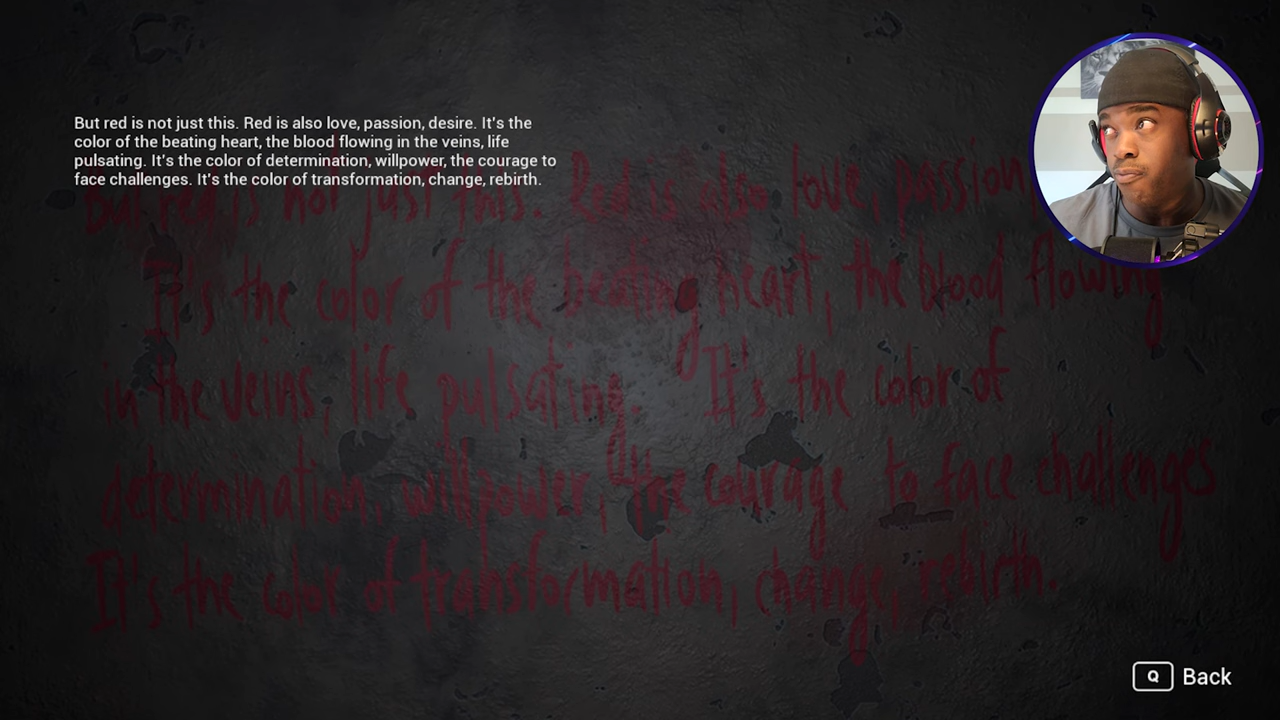 But red is not just this. Red is also love, passion, desire. It's the
color of the beating heart, the blood flowing in the veins, life
pulsating. It's the color of determination, willpower, the courage to
face challenges. It's the color of transformation, change, rebirth.
But red is not just this. Red is also love, passion
It's the color of the beating heart, the blood flowing
in the veins, life pulsating. It's the color of
determination, willpower, the courage to face challenges
It's the color of transformation, change, rebirth.
Q Back